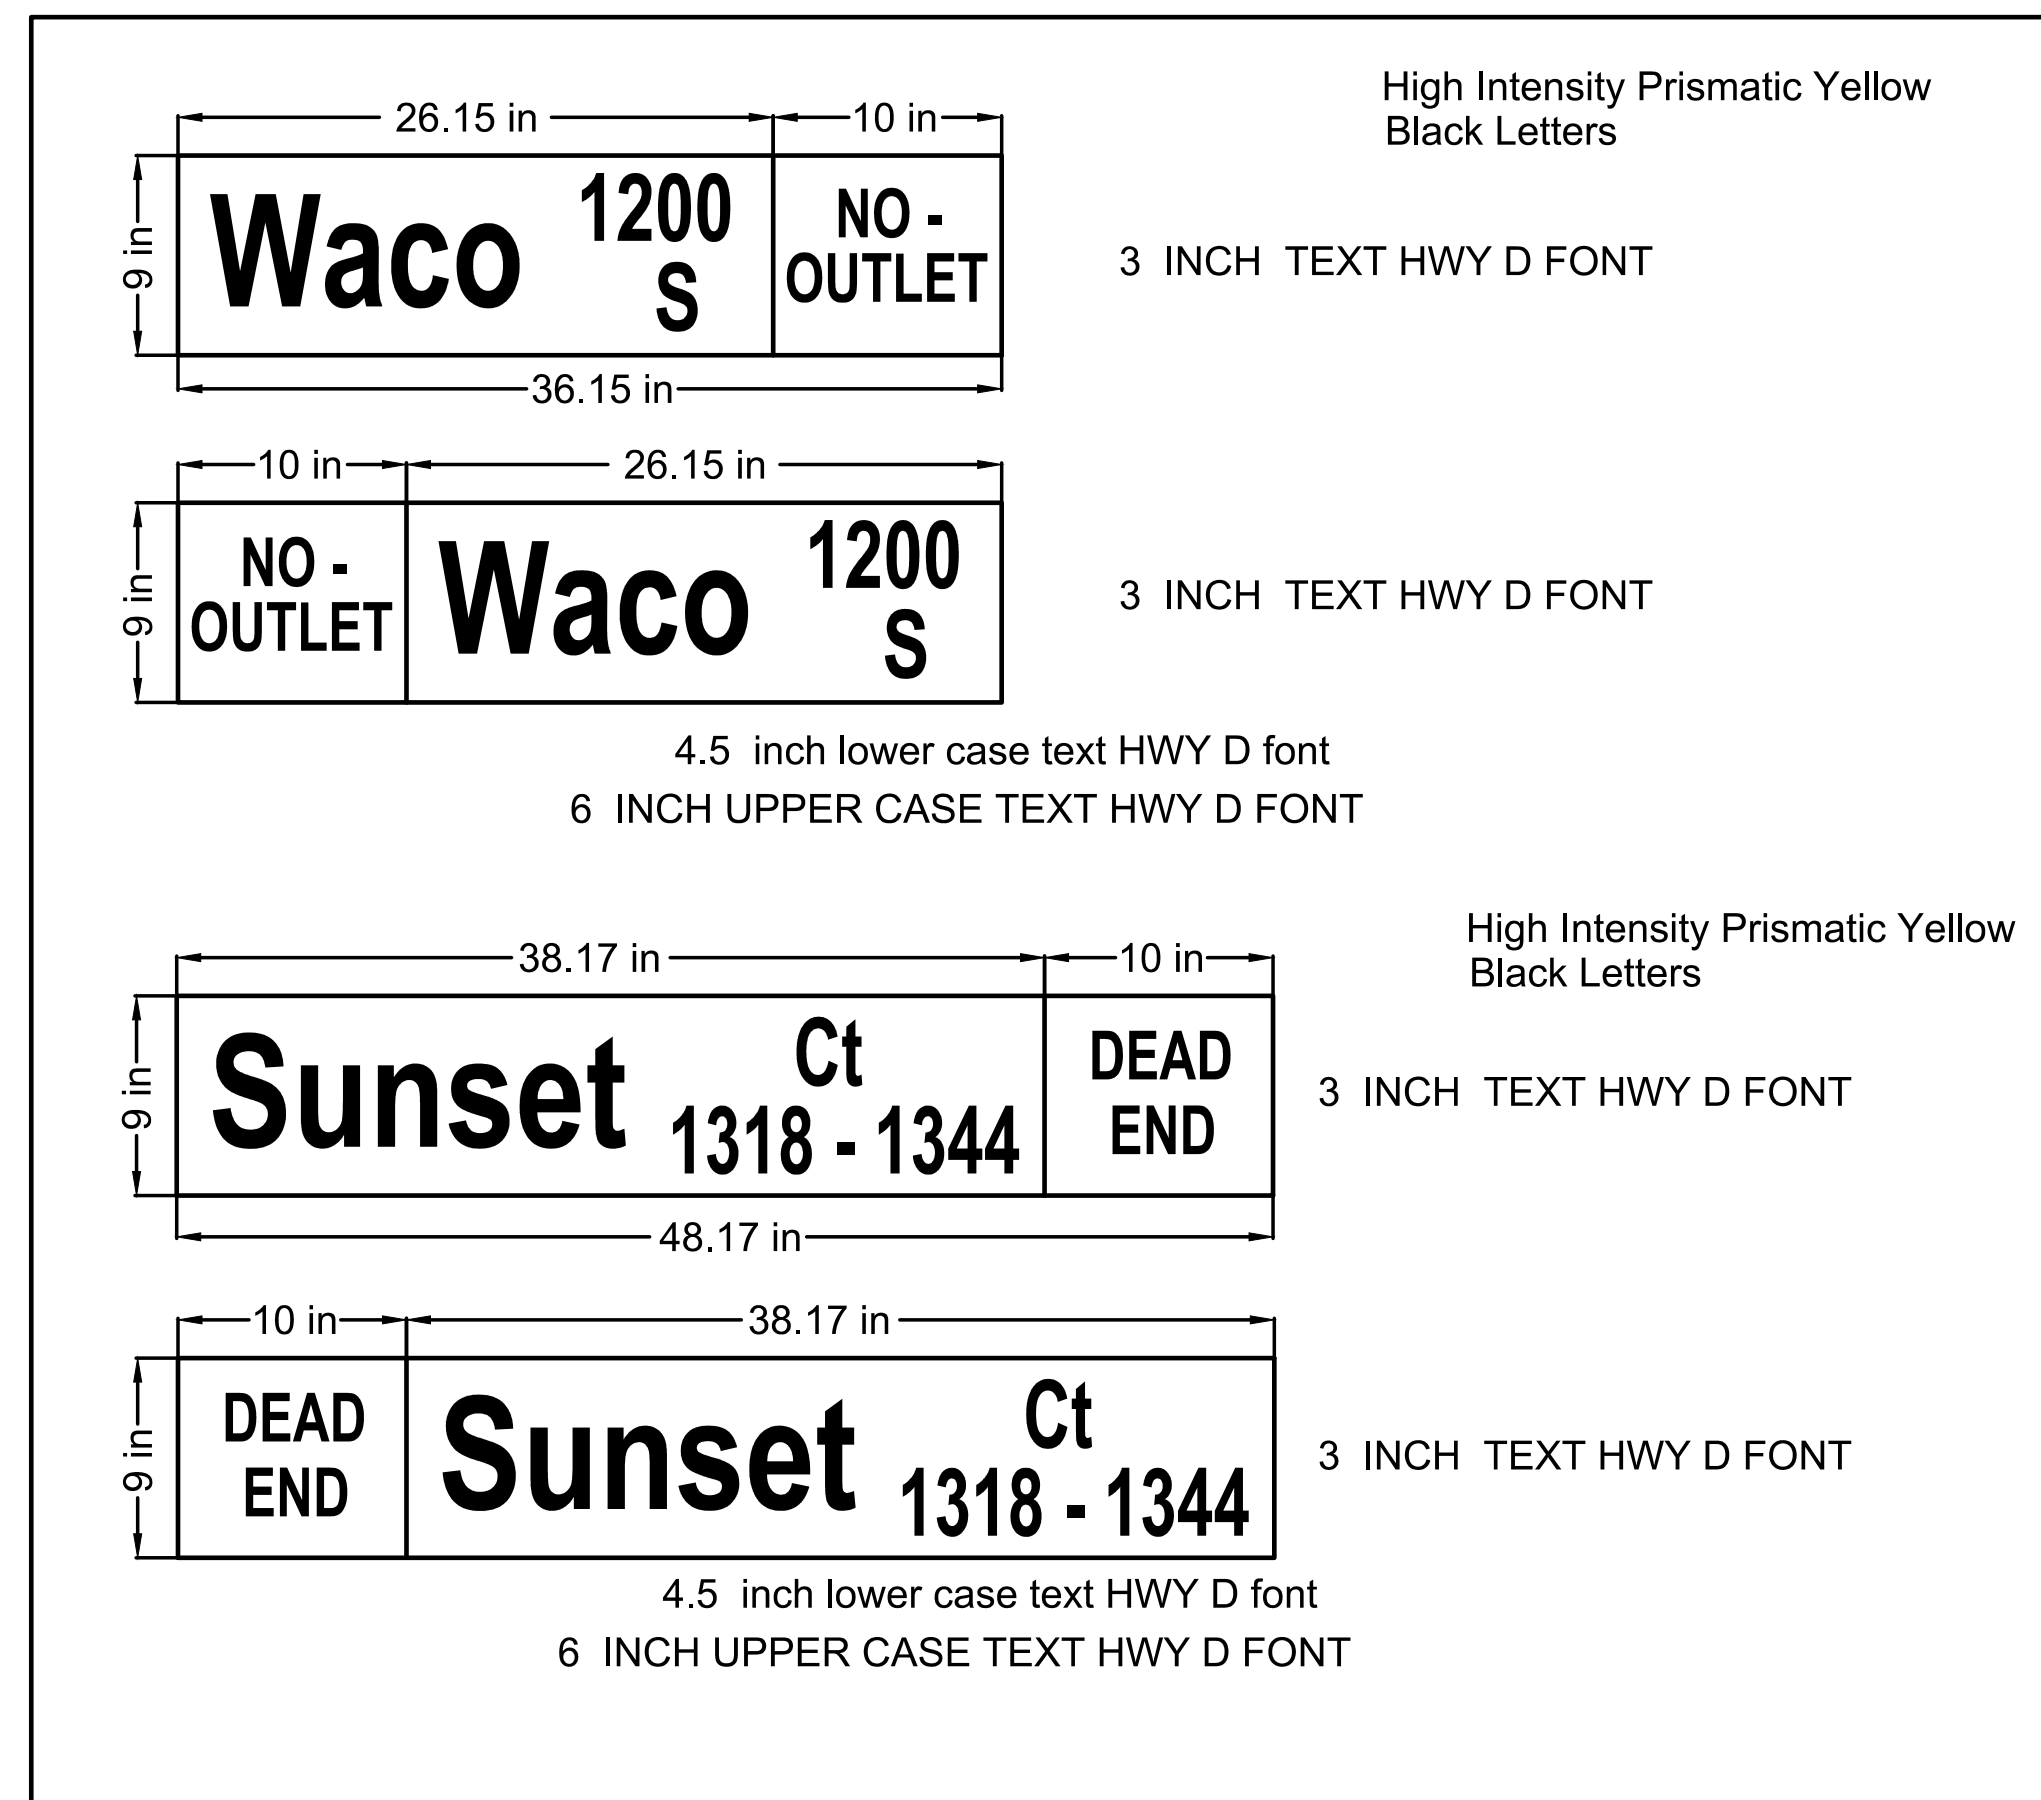 High Intensity Prismatic Yellow
Black Letters
26.15 in
10 in
9 in
Waco
1200
S
NO -
OUTLET
3 INCH TEXT HWY D FONT
36.15 in
10 in
26.15 in
9 in
NO -
OUTLET
Waco
1200
S
3 INCH TEXT HWY D FONT
4.5 inch lower case text HWY D font
6 INCH UPPER CASE TEXT HWY D FONT
High Intensity Prismatic Yellow
Black Letters
38.17 in
10 in
9 in
Sunset
Ct
1318 - 1344
DEAD
END
3 INCH TEXT HWY D FONT
48.17 in
10 in
38.17 in
9 in
DEAD
END
Sunset
Ct
1318 - 1344
3 INCH TEXT HWY D FONT
4.5 inch lower case text HWY D font
6 INCH UPPER CASE TEXT HWY D FONT